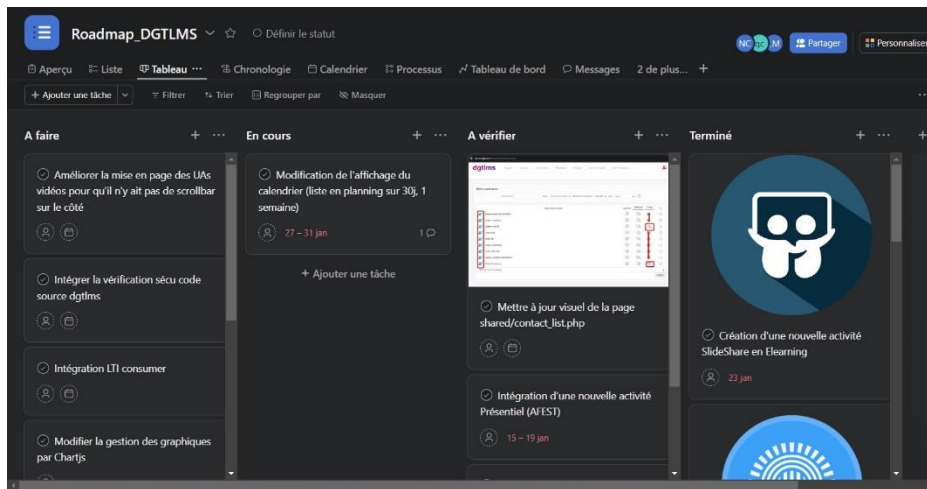 Roadmap_DGTLMS
Définir le statut
NC qc .M
Partager
Personnaliser
Aperçu
Liste
Tableau
Chronologie
Calendrier
Processus
Tableau de bord
Messages
2 de plus...
+ Ajouter une tâche
Filtrer
Trier
Regrouper par
Masquer
A faire
Améliorer la mise en page des UAs
vidéos pour qu'il n'y ait pas de scrollbar
sur le côté
Intégrer la vérification sécu code
source dgtlms
Intégration LTI consumer
Modifier la gestion des graphiques
par Chartjs
En cours
Modification de l'affichage du
calendrier (liste en planning sur 30j, 1
semaine)
27 – 31 jan
1
+ Ajouter une tâche
A vérifier
dgtlms
Mettre à jour visuel de la page
shared/contact_list.php
Intégration d'une nouvelle activité
Présentiel (AFEST)
15 – 19 jan
Terminé
Création d'une nouvelle activité
SlideShare en Elearning
23 jan